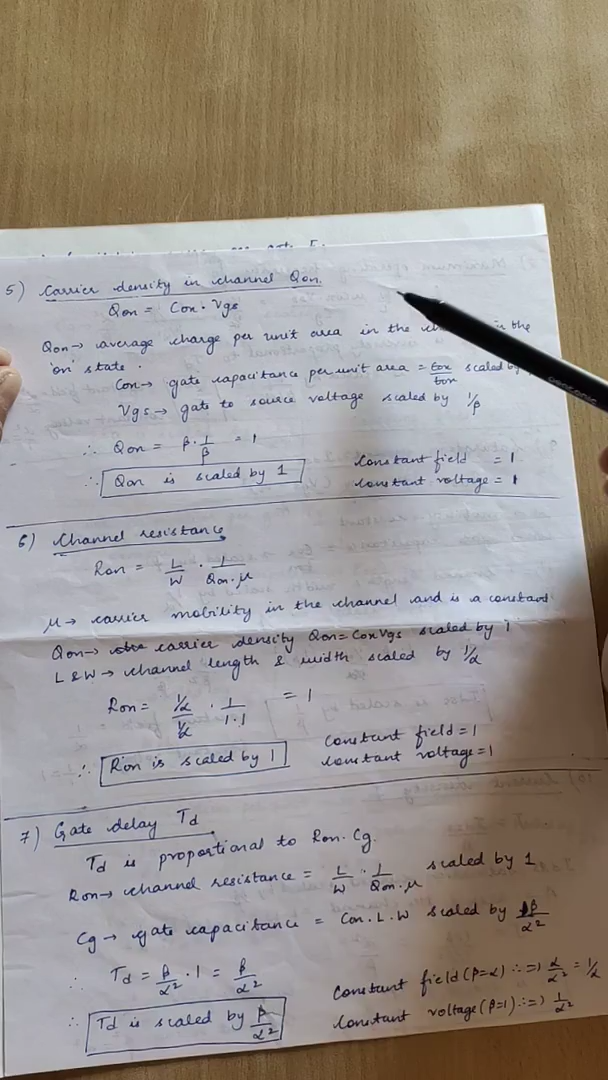 5) Carrier density in channel Qon.
Qon = Cox · Vgs
Qon → average charge per unit area in the in the
'on' state.
Cox → gate capacitance per unit area = εox/tox scaled by
Vgs → gate to source voltage scaled by 1/β
∴ Qon = β · 1/β = 1
∴ Qon is scaled by 1
Constant field = 1
Constant voltage = 1
6) Channel resistance
Ron = L/W · 1/Qon·μ
μ → carrier mobility in the channel and is a constant
Qon → carrier density Qon = Cox Vgs scaled by 1
L & W → channel length & width scaled by 1/α
Ron = 1/α / 1/α · 1/1·1 = 1
∴ Ron is scaled by 1
Constant field = 1
Constant voltage = 1
7) Gate delay Td
Td is proportional to Ron · Cg.
Ron → channel resistance = L/W · 1/Qon·μ scaled by 1
Cg → gate capacitance = Cox · L · W scaled by β/α²
∴ Td = β/α² · 1 = β/α²
∴ Td is scaled by β/α²
Constant field (β=α) ∴ ⇒ α/α² = 1/α
Constant voltage (β=1) ∴ ⇒ 1/α²